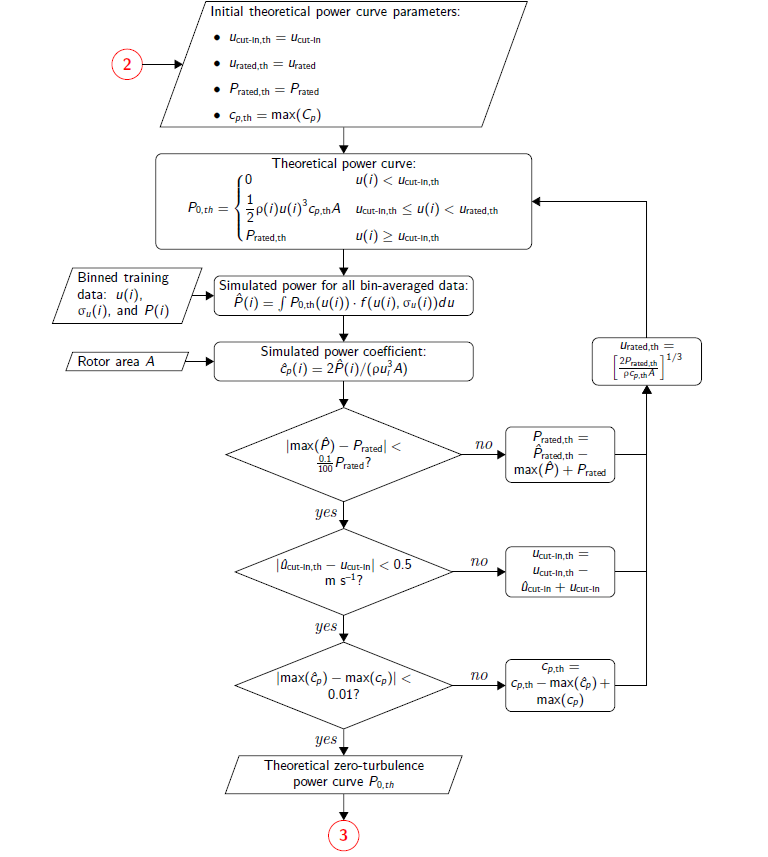 Initial theoretical power curve parameters:
• u_cut-in,th = u_cut-in
• u_rated,th = u_rated
2
• P_rated,th = P_rated
• c_p,th = max(C_p)
Theoretical power curve:
P_0,th = { 0 u(i) < u_cut-in,th
1/2 ρ(i)u(i)^3 c_p,th A u_cut-in,th ≤ u(i) < u_rated,th
P_rated,th u(i) ≥ u_cut-in,th
Binned training
data: u(i),
σ_u(i), and P(i)
Simulated power for all bin-averaged data:
P̂(i) = ∫ P_0,th(u(i)) · f(u(i), σ_u(i))du
u_rated,th =
[2P_rated,th / ρc_p,th A]^1/3
Rotor area A
Simulated power coefficient:
ĉ_p(i) = 2P̂(i)/(ρu_i^3 A)
|max(P̂) − P_rated| <
0.1/100 P_rated?
no
P_rated,th =
P̂_rated,th −
max(P̂) + P_rated
yes
|û_cut-in,th − u_cut-in| < 0.5
m s^−1?
no
u_cut-in,th =
u_cut-in,th −
û_cut-in + u_cut-in
yes
|max(ĉ_p) − max(c_p)| <
0.01?
no
c_p,th =
c_p,th − max(ĉ_p) +
max(c_p)
yes
Theoretical zero-turbulence
power curve P_0,th
3